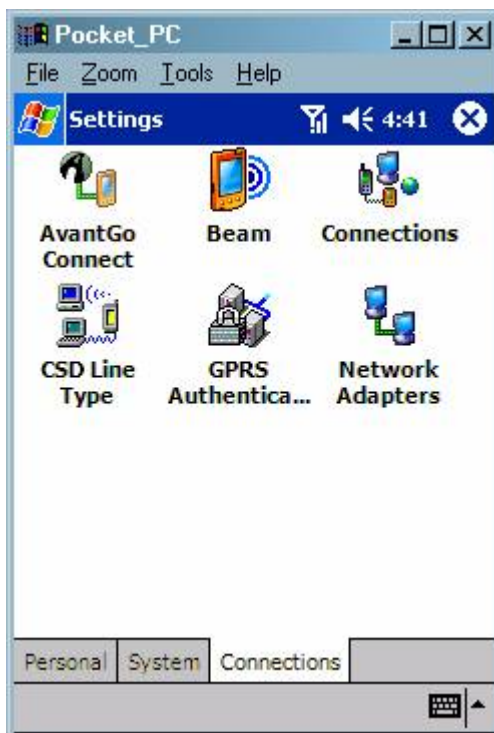 Pocket_PC
File Zoom Tools Help
Settings 4:41
AvantGo Connect
Beam
Connections
CSD Line Type
GPRS Authentica...
Network Adapters
Personal System Connections